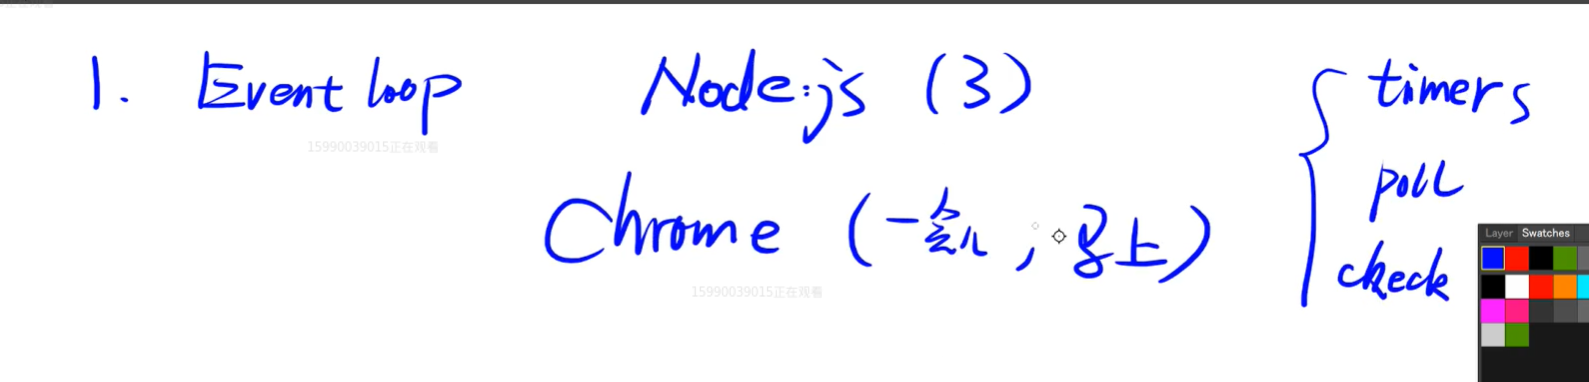 1. Event loop Node.js (3) { timers
15990039015正在观看
poll
Chrome (一会儿, 马上)
check
15990039015正在观看
Layer Swatches